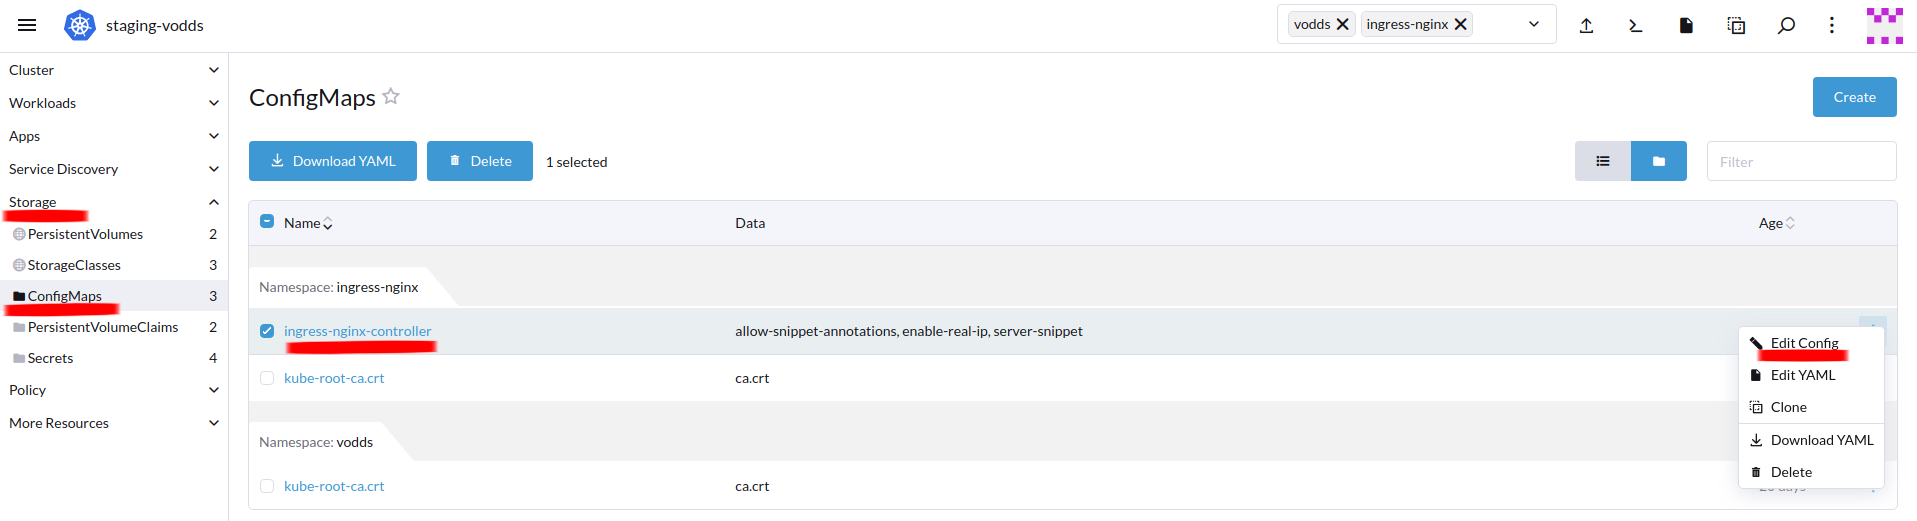 staging-vodds
vodds
ingress-nginx
Cluster
Workloads
Apps
Service Discovery
Storage
PersistentVolumes 2
StorageClasses 3
ConfigMaps 3
PersistentVolumeClaims 2
Secrets 4
Policy
More Resources
ConfigMaps
Create
Download YAML
Delete
1 selected
Filter
Name
Data
Age
Namespace: ingress-nginx
ingress-nginx-controller
allow-snippet-annotations, enable-real-ip, server-snippet
kube-root-ca.crt
ca.crt
Namespace: vodds
kube-root-ca.crt
ca.crt
Edit Config
Edit YAML
Clone
Download YAML
Delete